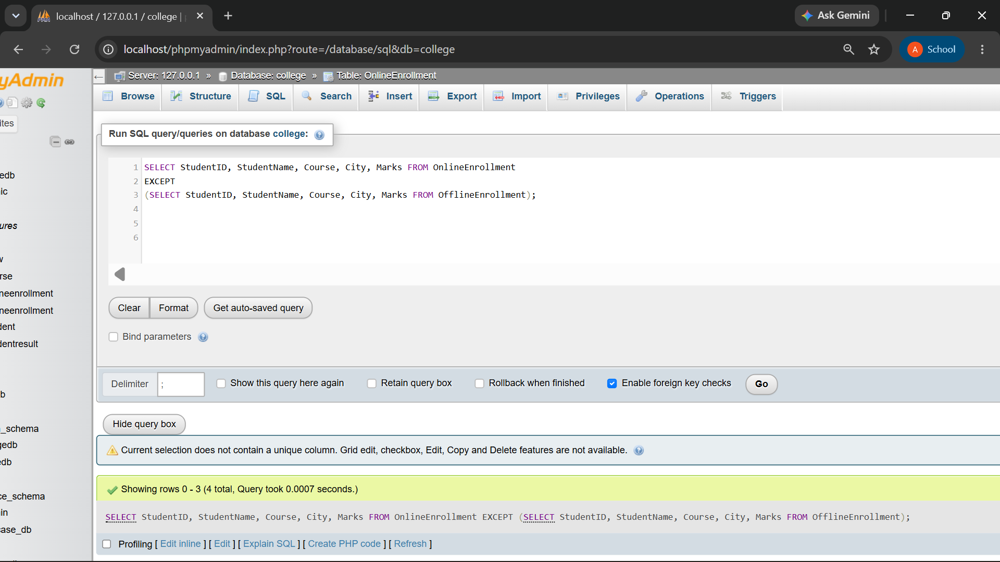 localhost / 127.0.0.1 / college |
Ask Gemini
localhost/phpmyadmin/index.php?route=/database/sql&db=college
A School
yAdmin
Server: 127.0.0.1 » Database: college » Table: OnlineEnrollment
Browse Structure SQL Search Insert Export Import Privileges Operations Triggers
ites
Run SQL query/queries on database college:
1 SELECT StudentID, StudentName, Course, City, Marks FROM OnlineEnrollment
2 EXCEPT
3 (SELECT StudentID, StudentName, Course, City, Marks FROM OfflineEnrollment);
4
5
6
edb
ic
ures
w
rse
neenrollment
neenrollment
dent
dentresult
b
_schema
gedb
edb
ce_schema
in
case_db
Clear Format Get auto-saved query
Bind parameters
Delimiter ; Show this query here again Retain query box Rollback when finished Enable foreign key checks Go
Hide query box
Current selection does not contain a unique column. Grid edit, checkbox, Edit, Copy and Delete features are not available.
Showing rows 0 - 3 (4 total, Query took 0.0007 seconds.)
SELECT StudentID, StudentName, Course, City, Marks FROM OnlineEnrollment EXCEPT (SELECT StudentID, StudentName, Course, City, Marks FROM OfflineEnrollment);
Profiling [ Edit inline ] [ Edit ] [ Explain SQL ] [ Create PHP code ] [ Refresh ]